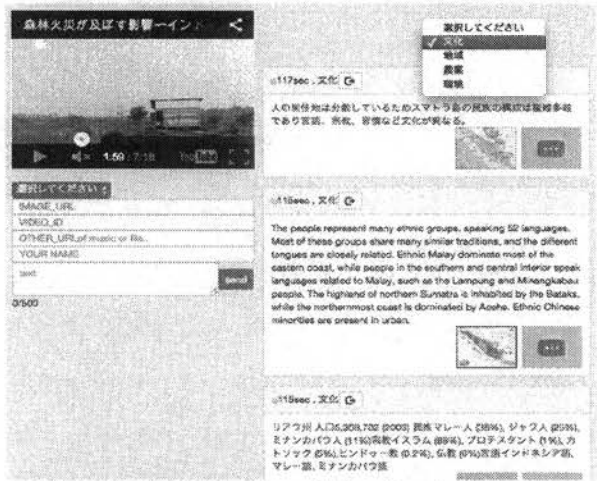 森林火災が及ぼす影響ーインド
1:59 / 7:18 YouTube
選択してください
IMAGE_URL
VIDEO_ID
OTHER_URL of music or file..
YOUR NAME
text
send
0/500
選択してください
✓ 文化
地域
農業
環境
117sec , 文化
人の居住地は分散しているためスマトラ島の民族の構成は複雑多岐
であり言語、宗教、習慣など文化が異なる。
115sec , 文化
The people represent many ethnic groups, speaking 52 languages.
Most of these groups share many similar traditions, and the different
tongues are closely related. Ethnic Malay dominate most of the
eastern coast, while people in the southern and central interior speak
languages related to Malay, such as the Lampung and Minangkabau
people. The highland of northern Sumatra is inhabited by the Bataks,
while the northernmost coast is dominated by Acehs. Ethnic Chinese
minorities are present in urban.
115sec , 文化
リアウ州 人口 (2003) 民族マレー人 (38%), ジャワ人 (25%),
ミナンカバウ人 (11%)宗教イスラム (88%), プロテスタント (1%), カ
トリック (5%),ヒンドゥー教 (0.2%), 仏教 (6%)言語インドネシア語,
マレー語, ミナンカバウ語